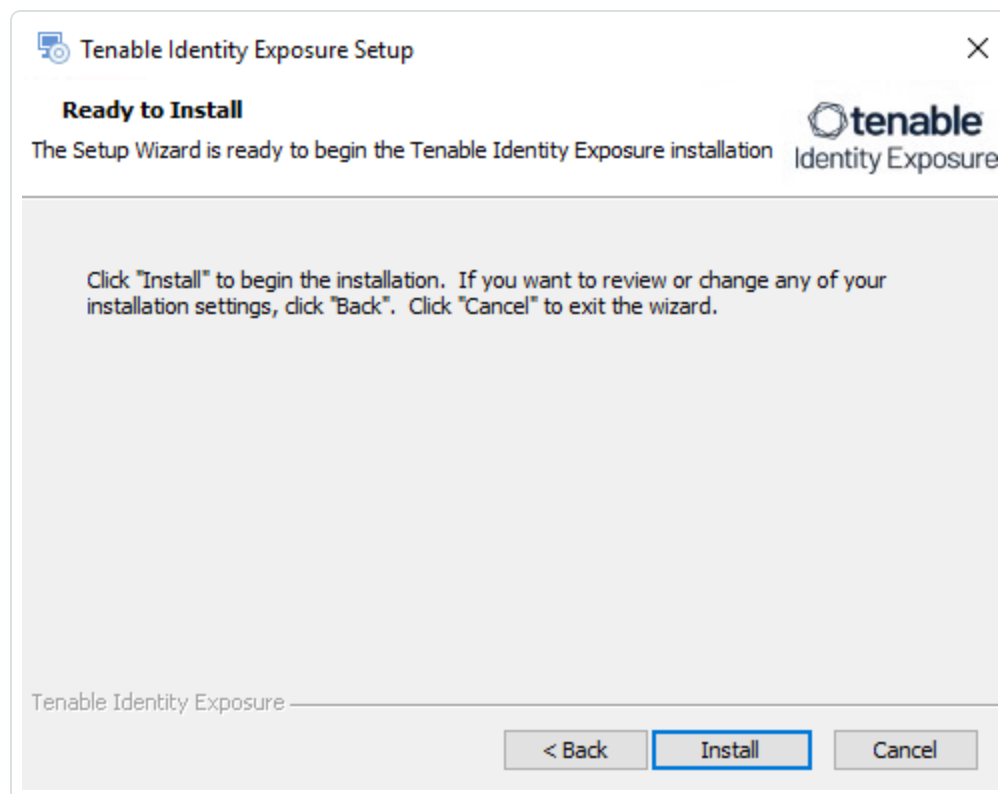 Tenable Identity Exposure Setup
Ready to Install
The Setup Wizard is ready to begin the Tenable Identity Exposure installation
tenable
Identity Exposure
Click "Install" to begin the installation.  If you want to review or change any of your
installation settings, click "Back".  Click "Cancel" to exit the wizard.
Tenable Identity Exposure
< Back
Install
Cancel